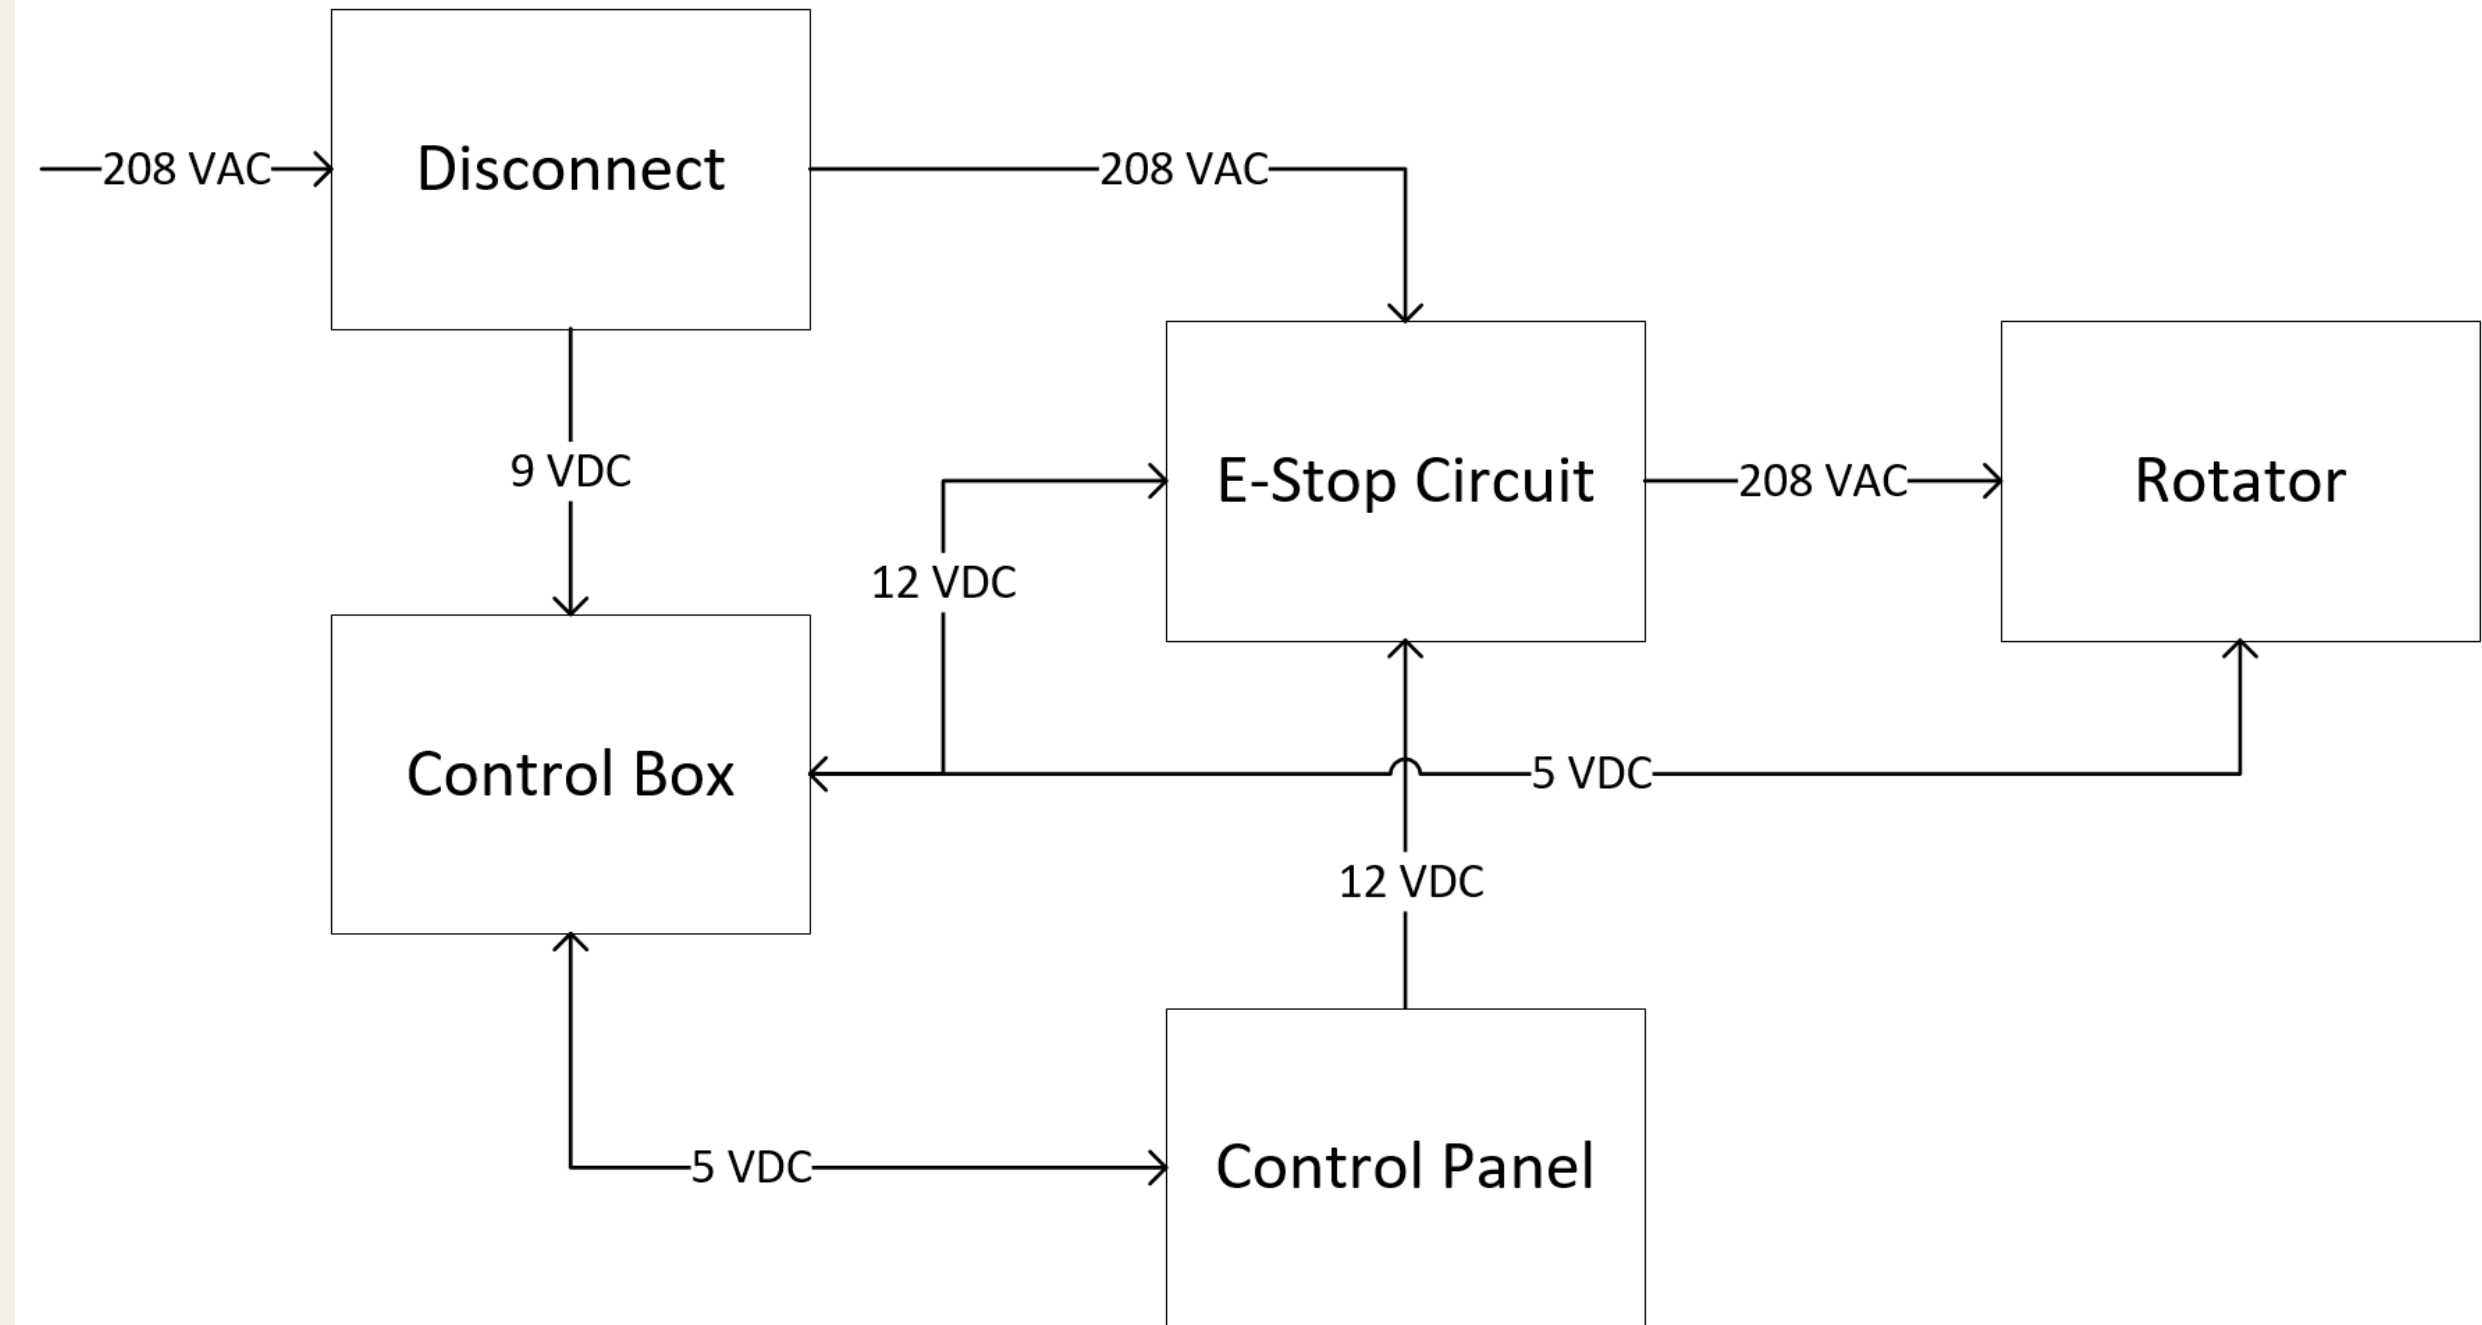 208 VAC
Disconnect
208 VAC
9 VDC
E-Stop Circuit
208 VAC
Rotator
12 VDC
Control Box
5 VDC
12 VDC
5 VDC
Control Panel